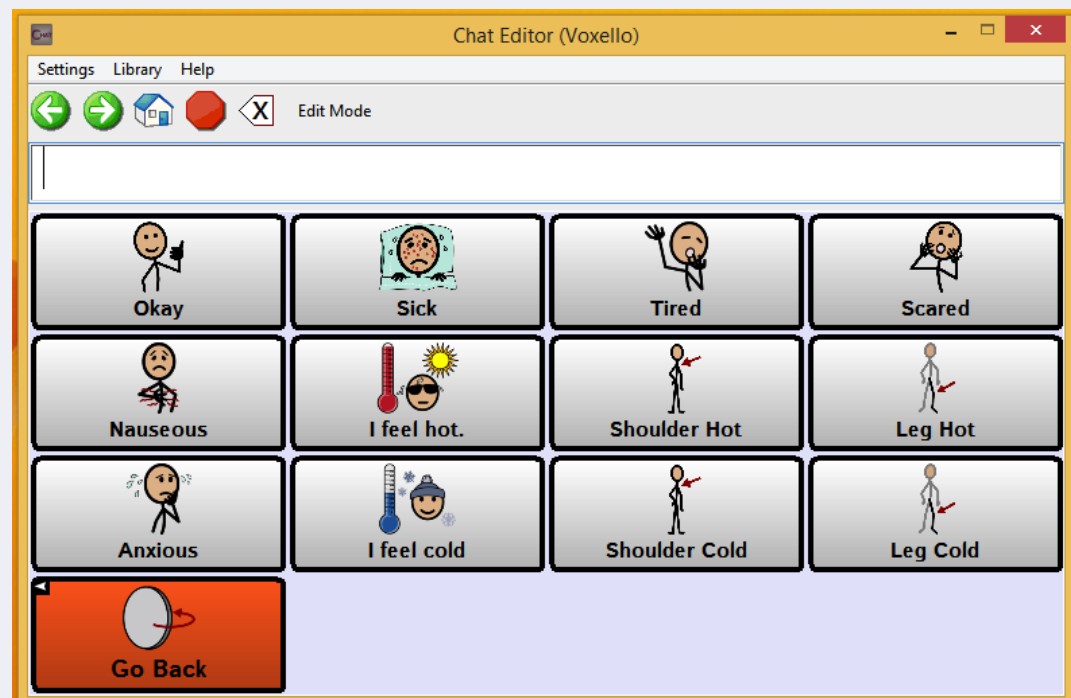 Chat
Chat Editor (Voxello)
Settings Library Help
X Edit Mode
Okay Sick Tired Scared
Nauseous I feel hot. Shoulder Hot Leg Hot
Anxious I feel cold Shoulder Cold Leg Cold
Go Back